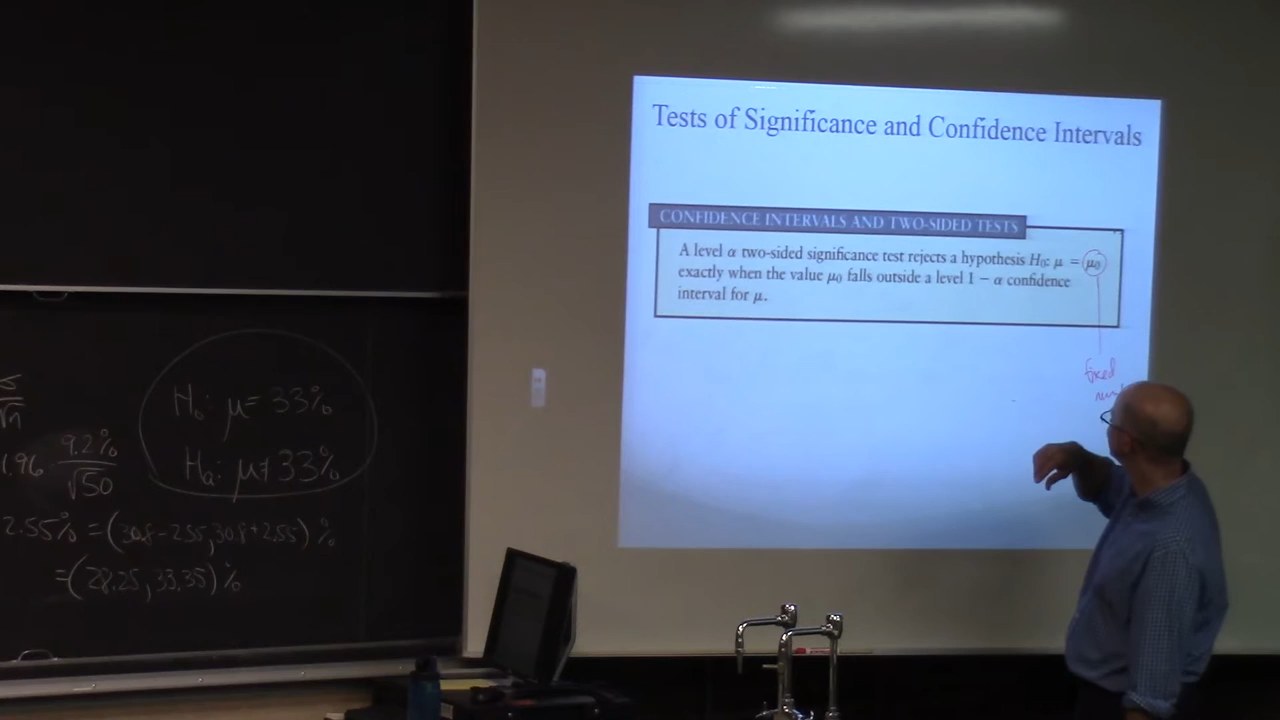 Tests of Significance and Confidence Intervals
CONFIDENCE INTERVALS AND TWO-SIDED TESTS
A level α two-sided significance test rejects a hypothesis H₀: μ = μ₀
exactly when the value μ₀ falls outside a level 1 − α confidence
interval for μ.
fixed
H₀: μ = 33%
Hₐ: μ ≠ 33%
σ
√n
1.96 9.2%
√50
2.55% = (30.8-2.55, 30.8+2.55) %
= (28.25, 33.35) %